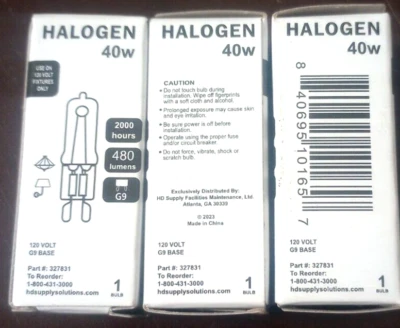 HALOGEN
40w
USE ON
120 VOLT
FIXTURES
ONLY
2000
hours
480
lumens
G9
120 VOLT
G9 BASE
Part #: 327831
To Reorder:
1-800-431-3000
hdsupplysolutions.com
1
BULB
HALOGEN
40w
CAUTION
• Do not touch bulb during
installation. Wipe off figerprints
with a soft cloth and alcohol.
• Prolonged exposure may cause skin
and eye irritation.
• Be sure power is off before
installation.
• Operate using the proper fuse
and/or circuit breaker.
• Do not force, vibrate, shock or
scratch bulb.
Exclusively Distributed By:
HD Supply Facilities Maintenance, Ltd.
Atlanta, GA 30339
© 2023
Made in China
120 VOLT
G9 BASE
Part #: 327831
To Reorder:
1-800-431-3000
hdsupplysolutions.com
1
BULB
HALOGEN
40w
8 40695 10165 7
120 VOLT
G9 BASE
Part #: 327831
To Reorder:
1-800-431-3000
hdsupplysolutions.com
1
BULB